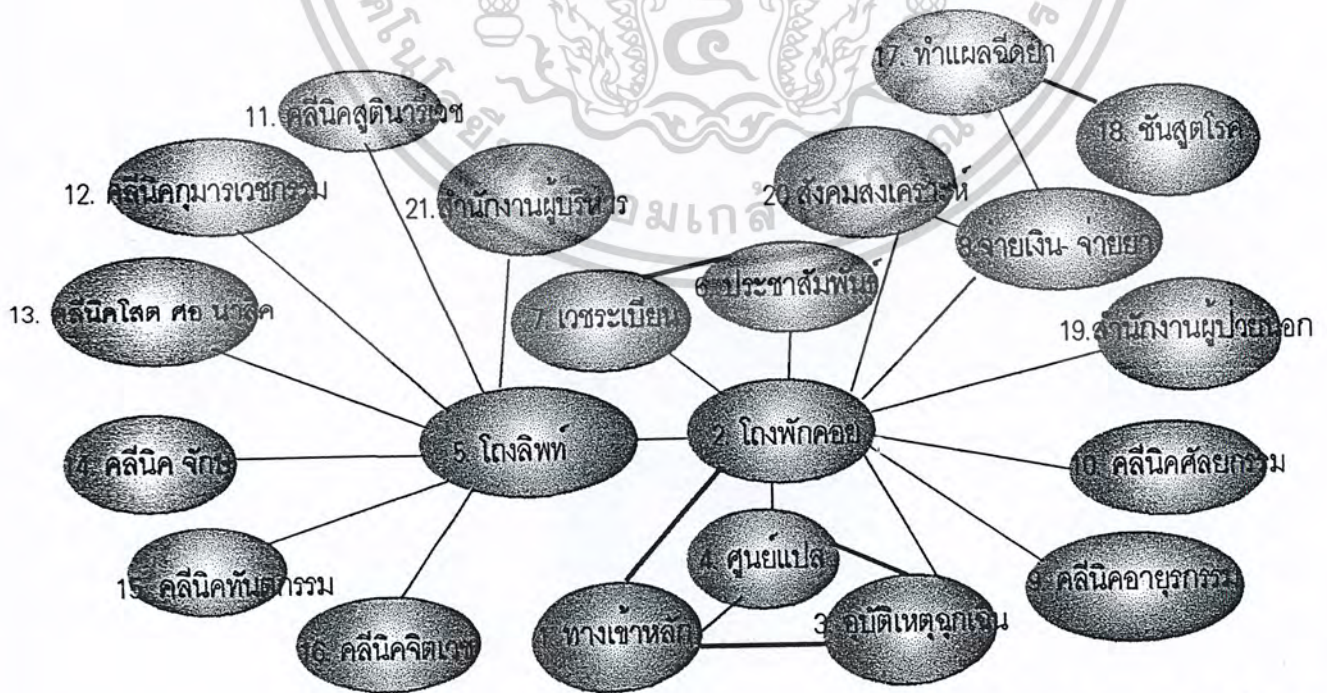 17. ทำแผลฉีดยา
11. คลีนิคสูตินารีเวช
18. ชันสูตโรค
12. คลีนิคกุมารเวชกรรม
21.สำนักงานผู้บริหาร
20 สังคมสงเคราะห์
8.จ่ายเงิน- จ่ายยา
6. ประชาสัมพันธ์
13. คลีนิคโสต ศอ นาสิค
7. เวชระเบียน
19.สำนักงานผู้ป่วยนอก
5. โถงลิฟท์
2. โถงพักคอย
14. คลีนิค จักษุ
10. คลีนิคศัลยกรรม
4. ศูนย์แปล
15. คลีนิคทันตกรรม
9. คลีนิคอายุรกรรม
16. คลีนิคจิตเวช
1. ทางเข้าหลัก
3. อุบัติเหตุฉุกเฉิน